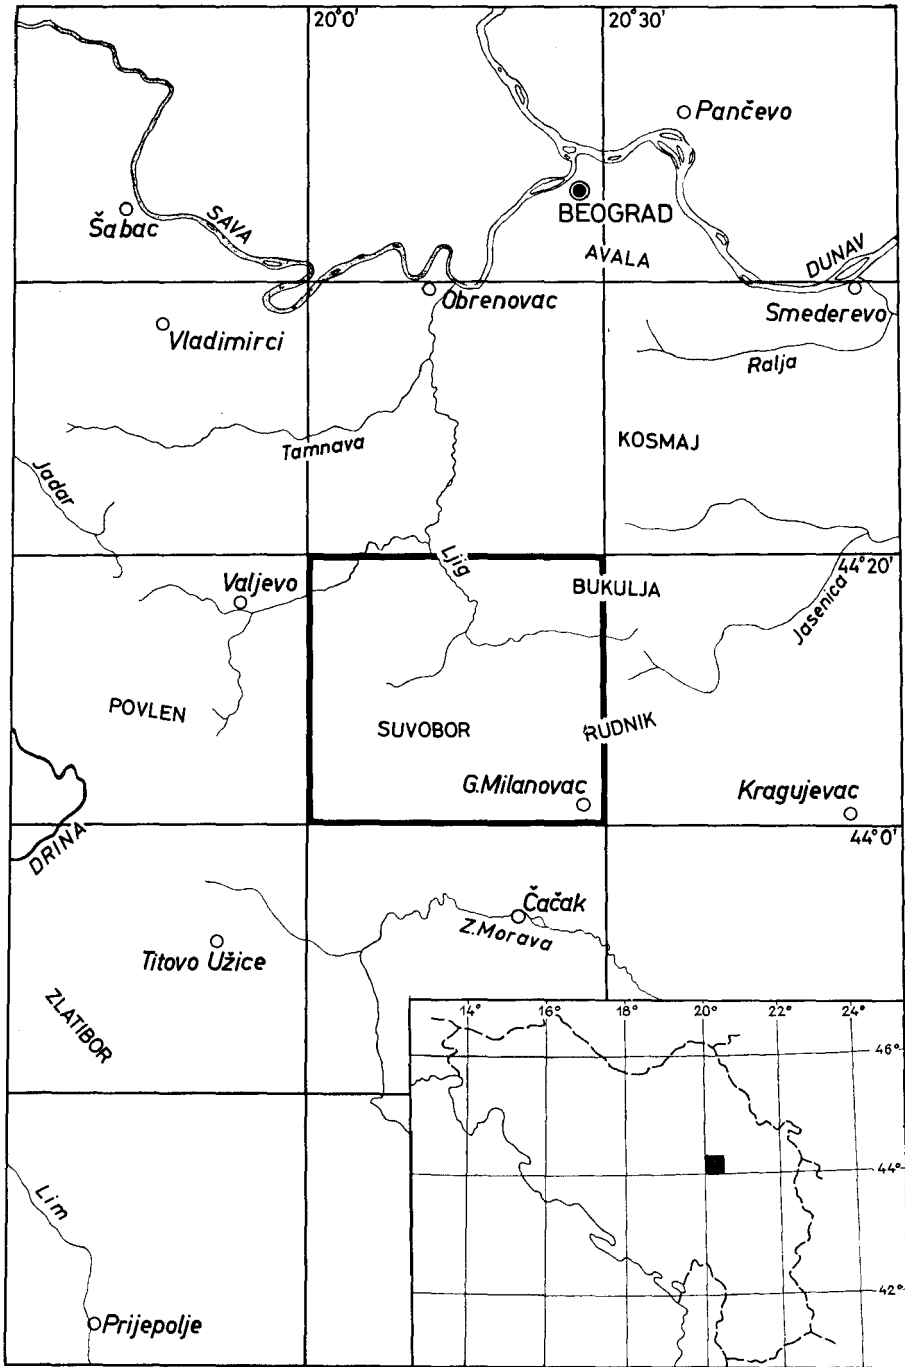 20°0'
20°30'
Pančevo
BEOGRAD
Šabac
SAVA
AVALA
DUNAV
Obrenovac
Smederevo
Vladimirci
Ralja
Tamnava
KOSMAJ
Jadar
Ljig
44°20'
Valjevo
BUKULJA
Jasenica
POVLEN
SUVOBOR
RUDNIK
G.Milanovac
Kragujevac
44°0'
DRINA
Čačak
Z.Morava
Titovo Užice
ZLATIBOR
14°
16°
18°
20°
22°
24°
46°
44°
42°
Lim
Prijepolje